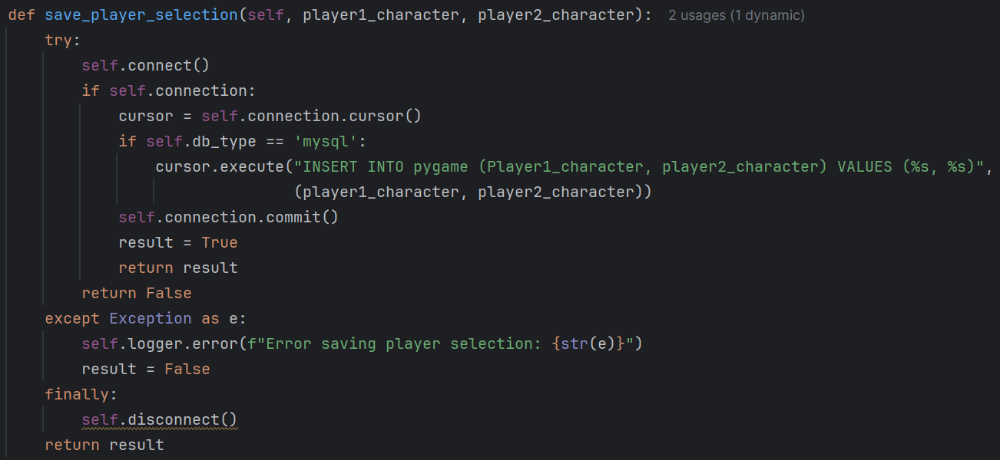 def save_player_selection(self, player1_character, player2_character): 2 usages (1 dynamic)
    try:
        self.connect()
        if self.connection:
            cursor = self.connection.cursor()
            if self.db_type == 'mysql':
                cursor.execute("INSERT INTO pygame (Player1_character, player2_character) VALUES (%s, %s)",
                               (player1_character, player2_character))
            self.connection.commit()
            result = True
            return result
        return False
    except Exception as e:
        self.logger.error(f"Error saving player selection: {str(e)}")
        result = False
    finally:
        self.disconnect()
    return result